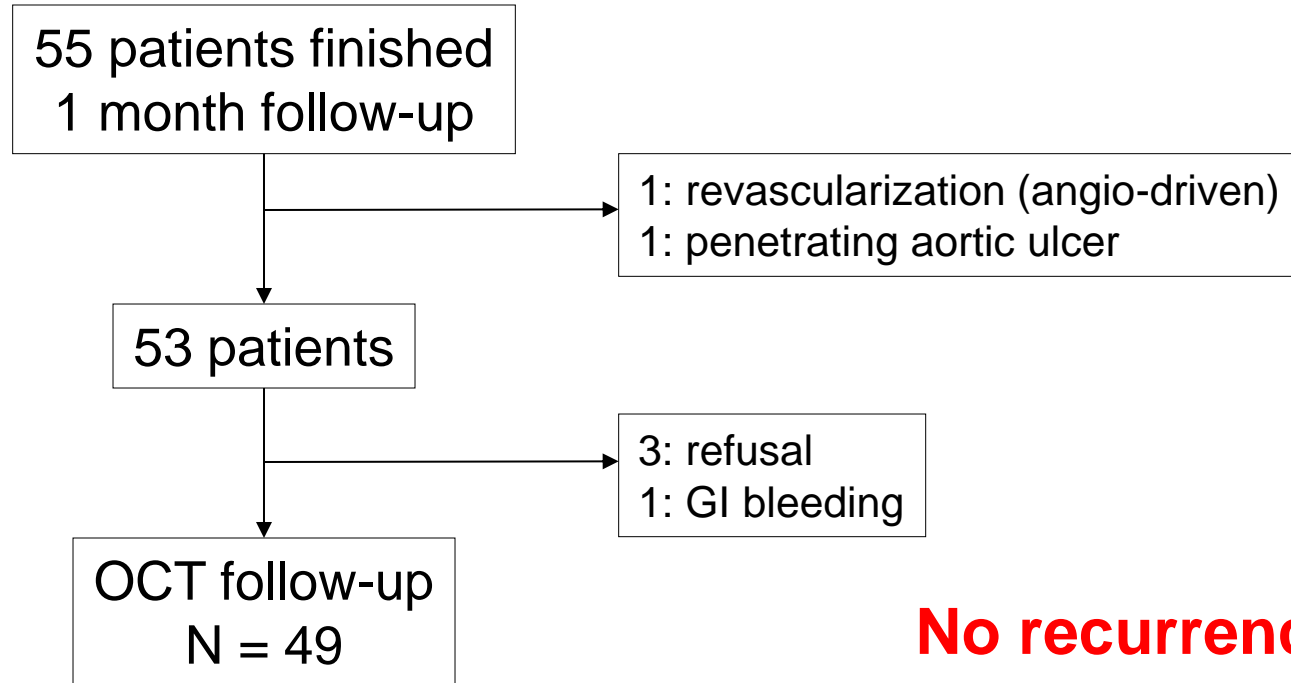 55 patients finished
1 month follow-up
1: revascularization (angio-driven)
1: penetrating aortic ulcer
53 patients
3: refusal
1: GI bleeding
OCT follow-up
N = 49
No